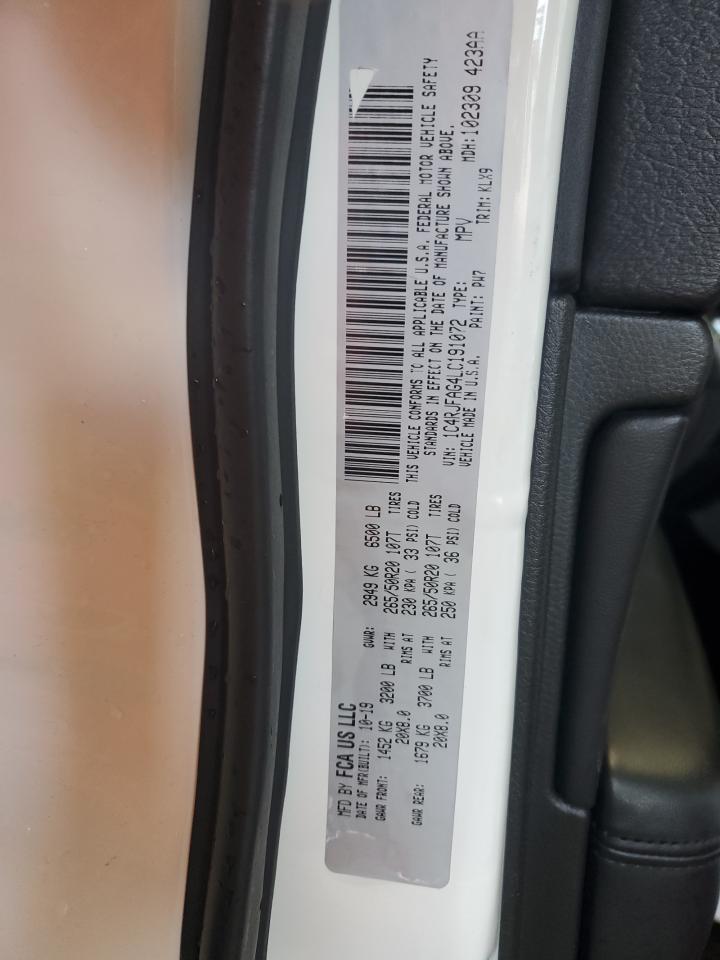 MFD BY FCA US LLC
DATE OF MFR(BUILT): 10-19 GVWR: 2949 KG 6500 LB
GAWR FRONT: 1452 KG 3200 LB WITH 265/50R20 107T TIRES
20X8.0 RIMS AT 230 KPA ( 33 PSI) COLD
GAWR REAR: 1679 KG 3700 LB WITH 265/50R20 107T TIRES
20X8.0 RIMS AT 250 KPA ( 36 PSI) COLD
THIS VEHICLE CONFORMS TO ALL APPLICABLE U.S.A. FEDERAL MOTOR VEHICLE SAFETY
STANDARDS IN EFFECT ON THE DATE OF MANUFACTURE SHOWN ABOVE.
VIN: 1C4RJFAG4LC191072 TYPE: MPV MDH: 102309 423AA
VEHICLE MADE IN U.S.A. PAINT: PW7 TRIM: KLX9